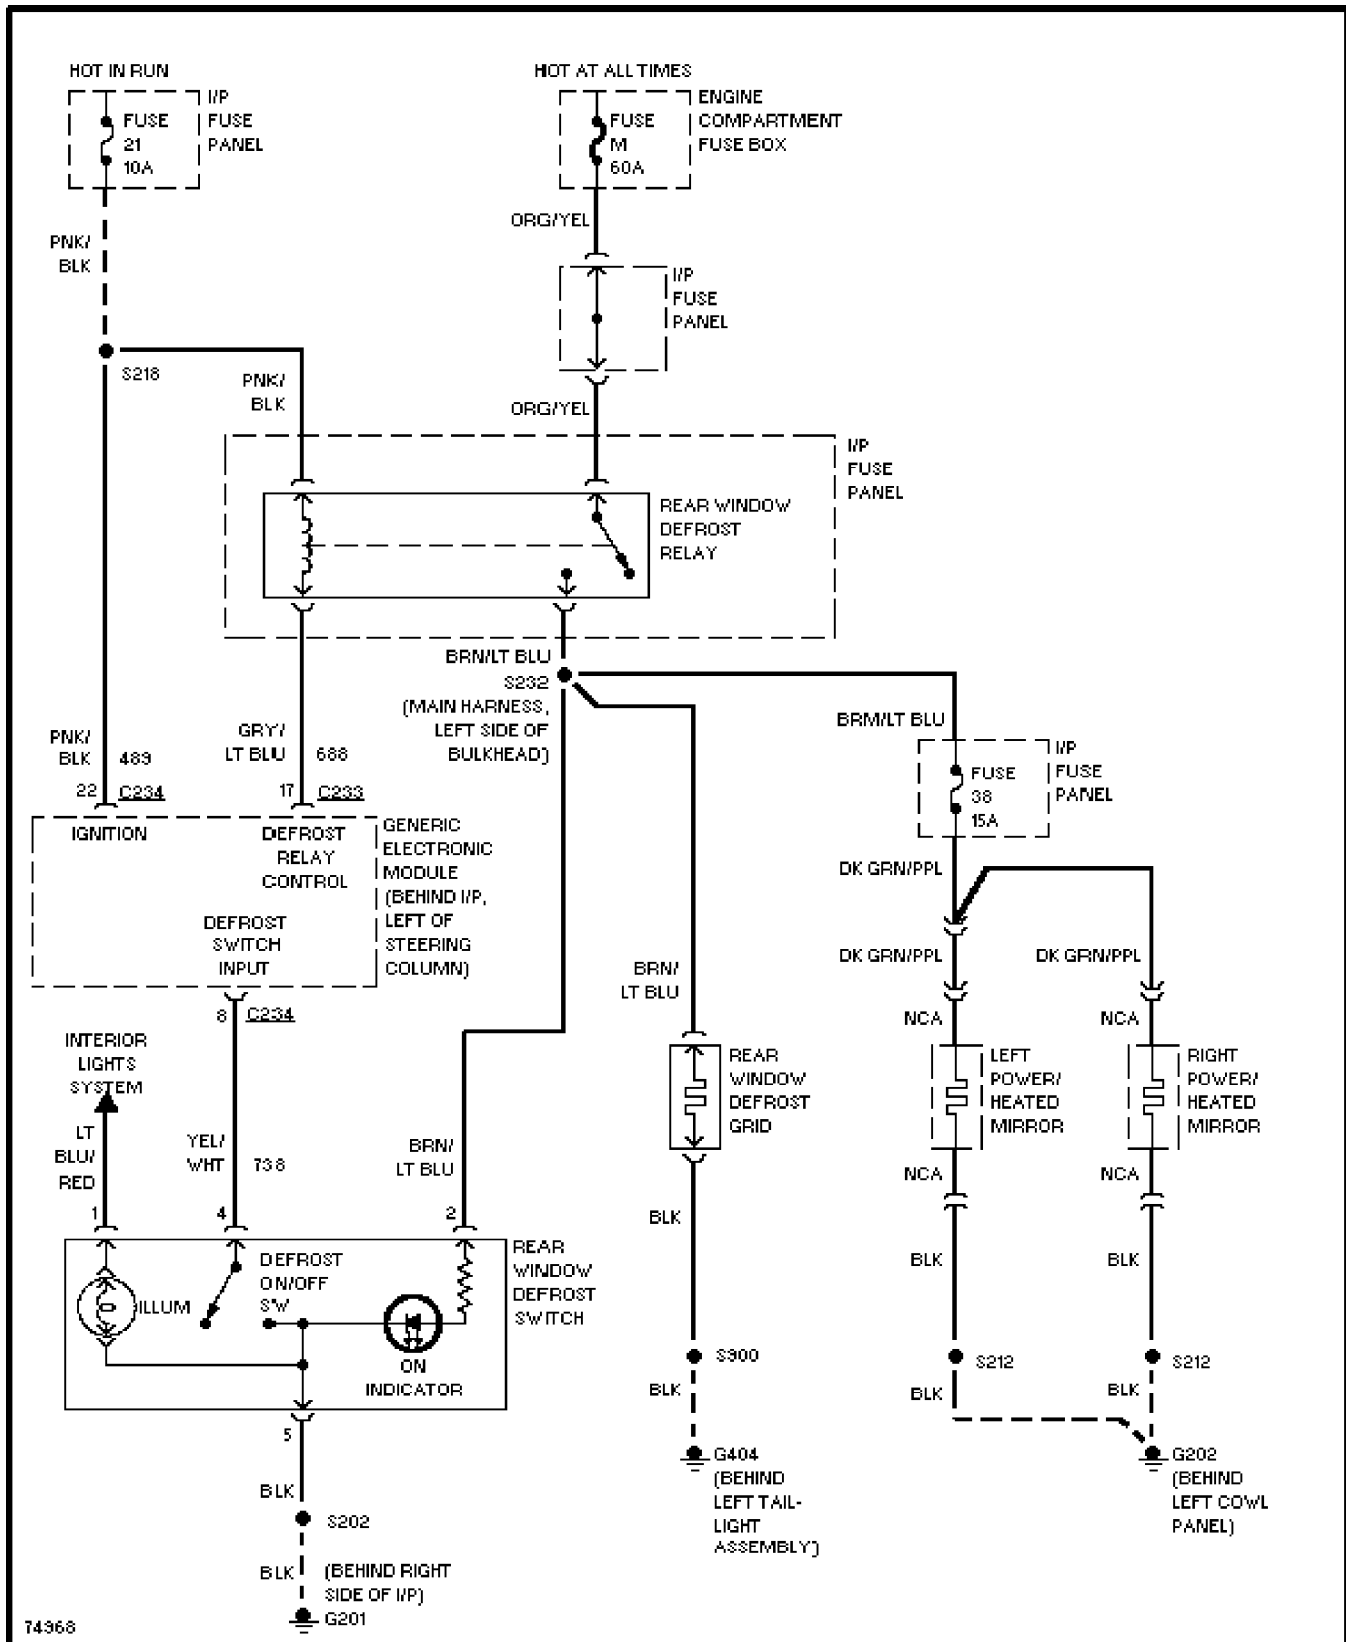 HOT IN RUN
I/P
FUSE
PANEL
FUSE
21
10A
HOT AT ALL TIMES
ENGINE
COMPARTMENT
FUSE BOX
FUSE
M
60A
PNK/
BLK
ORG/YEL
I/P
FUSE
PANEL
S218
PNK/
BLK
ORG/YEL
I/P
FUSE
PANEL
REAR WINDOW
DEFROST
RELAY
BRN/LT BLU
S232
(MAIN HARNESS,
LEFT SIDE OF
BULKHEAD)
PNK/
BLK
489
22
C234
GRY/
LT BLU
688
17
C233
BRM/LT BLU
I/P
FUSE
PANEL
FUSE
38
15A
IGNITION
DEFROST
RELAY
CONTROL
DEFROST
SWITCH
INPUT
GENERIC
ELECTRONIC
MODULE
(BEHIND I/P,
LEFT OF
STEERING
COLUMN)
DK GRN/PPL
DK GRN/PPL
DK GRN/PPL
BRN/
LT BLU
8
C234
NCA
NCA
INTERIOR
LIGHTS
SYSTEM
REAR
WINDOW
DEFROST
GRID
LEFT
POWER/
HEATED
MIRROR
RIGHT
POWER/
HEATED
MIRROR
LT
BLU/
RED
YEL/
WHT
738
BRN/
LT BLU
NCA
NCA
1
4
2
BLK
BLK
BLK
DEFROST
ON/OFF
SW
ILLUM
ON
INDICATOR
REAR
WINDOW
DEFROST
SWITCH
S900
S212
S212
BLK
BLK
BLK
5
G404
(BEHIND
LEFT TAIL-
LIGHT
ASSEMBLY)
G202
(BEHIND
LEFT COWL
PANEL)
BLK
S202
BLK
(BEHIND RIGHT
SIDE OF I/P)
G201
74968